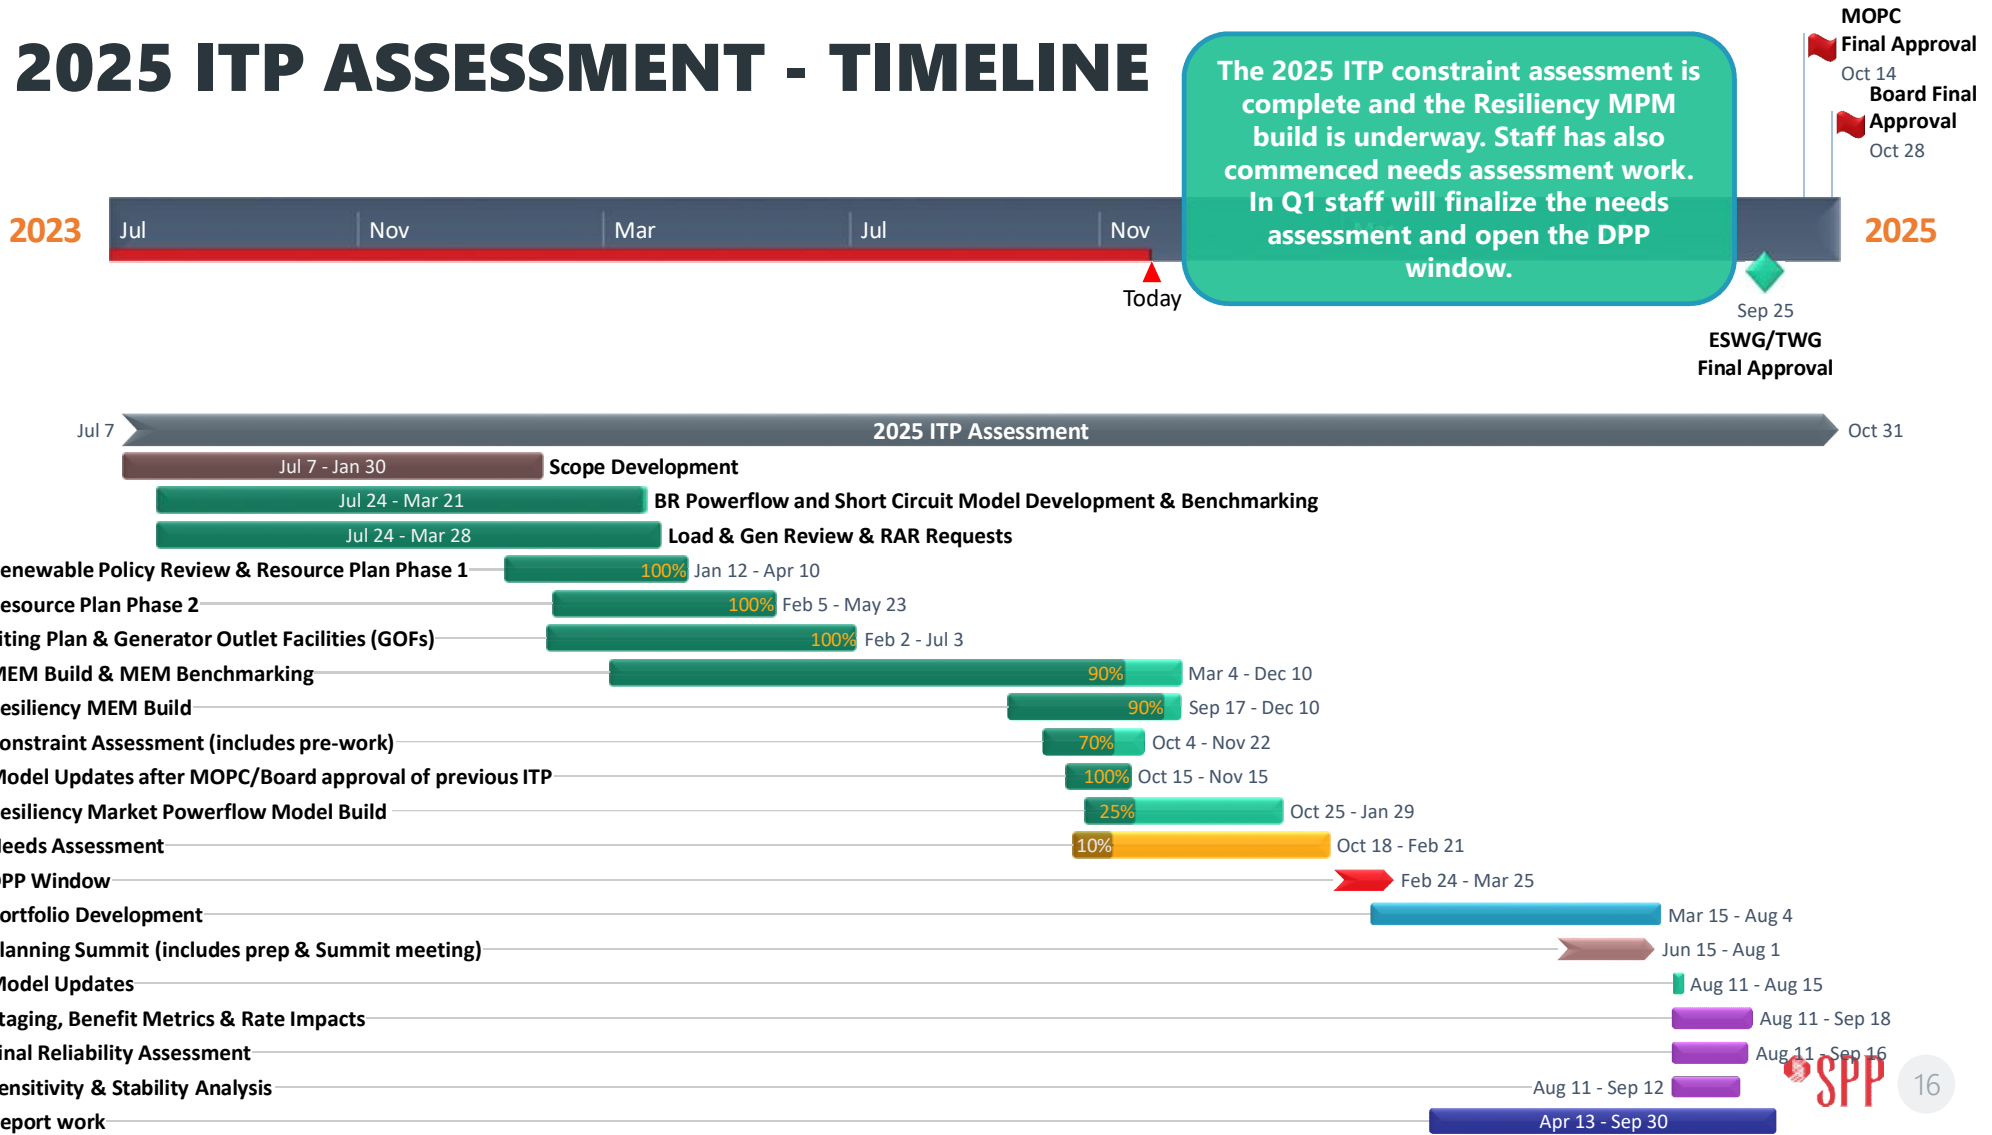 MOPC
Final Approval
Oct 14
2025 ITP ASSESSMENT - TIMELINE
The 2025 ITP constraint assessment is
complete and the Resiliency MPM
build is underway. Staff has also
commenced needs assessment work.
In Q1 staff will finalize the needs
assessment and open the DPP
window.
Board Final
Approval
Oct 28
2023 Jul Nov Mar Jul Nov 2025
Today
Sep 25
ESWG/TWG
Final Approval
Jul 7 2025 ITP Assessment Oct 31
Jul 7 - Jan 30 Scope Development
Jul 24 - Mar 21 BR Powerflow and Short Circuit Model Development & Benchmarking
Jul 24 - Mar 28 Load & Gen Review & RAR Requests
enewable Policy Review & Resource Plan Phase 1 100% Jan 12 - Apr 10
esource Plan Phase 2 100% Feb 5 - May 23
iting Plan & Generator Outlet Facilities (GOFs) 100% Feb 2 - Jul 3
MEM Build & MEM Benchmarking 90% Mar 4 - Dec 10
esiliency MEM Build 90% Sep 17 - Dec 10
onstraint Assessment (includes pre-work) 70% Oct 4 - Nov 22
Model Updates after MOPC/Board approval of previous ITP 100% Oct 15 - Nov 15
esiliency Market Powerflow Model Build 25% Oct 25 - Jan 29
eeds Assessment 10% Oct 18 - Feb 21
PP Window Feb 24 - Mar 25
ortfolio Development Mar 15 - Aug 4
lanning Summit (includes prep & Summit meeting) Jun 15 - Aug 1
Model Updates Aug 11 - Aug 15
taging, Benefit Metrics & Rate Impacts Aug 11 - Sep 18
inal Reliability Assessment Aug 11 - Sep 16
ensitivity & Stability Analysis Aug 11 - Sep 12
eport work Apr 13 - Sep 30
SPP 16